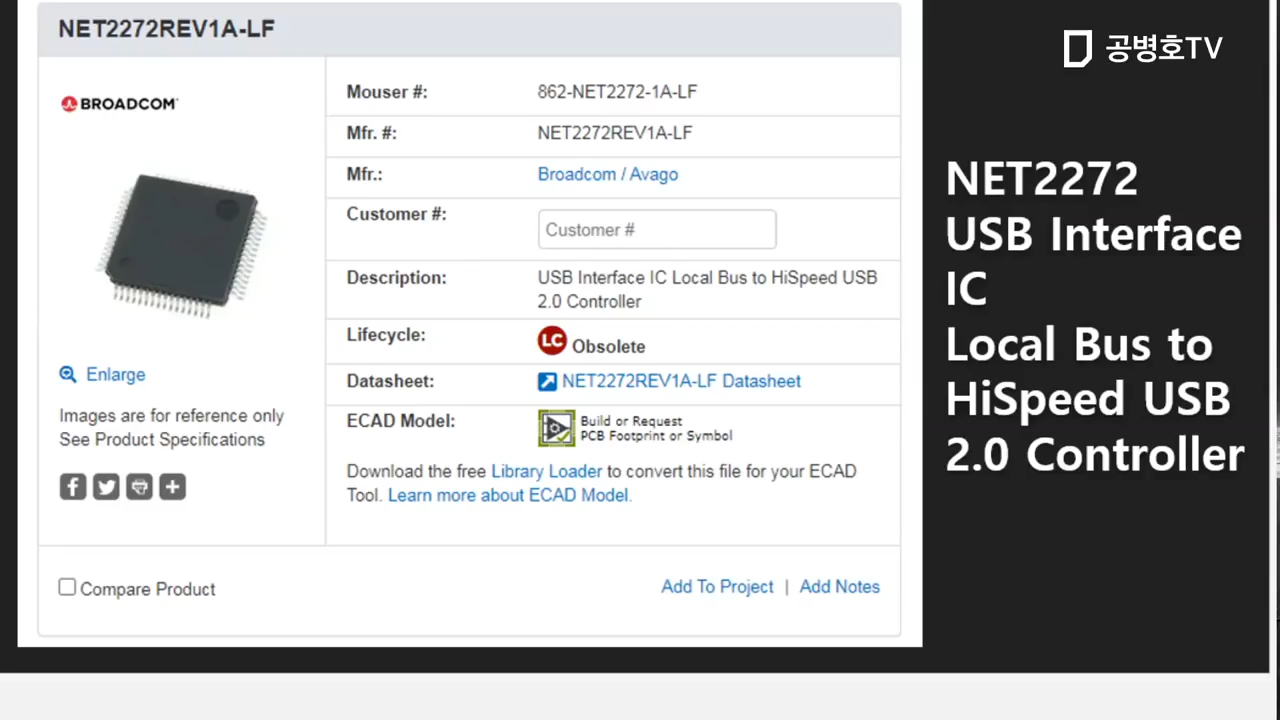 NET2272REV1A-LF
공병호TV
BROADCOM
Mouser #: 862-NET2272-1A-LF
Mfr. #: NET2272REV1A-LF
Mfr.: Broadcom / Avago
Customer #: Customer #
Description: USB Interface IC Local Bus to HiSpeed USB
2.0 Controller
Lifecycle: LC Obsolete
Datasheet: NET2272REV1A-LF Datasheet
ECAD Model: Build or Request
PCB Footprint or Symbol
Download the free Library Loader to convert this file for your ECAD
Tool. Learn more about ECAD Model.
Enlarge
Images are for reference only
See Product Specifications
Compare Product
Add To Project | Add Notes
NET2272
USB Interface
IC
Local Bus to
HiSpeed USB
2.0 Controller